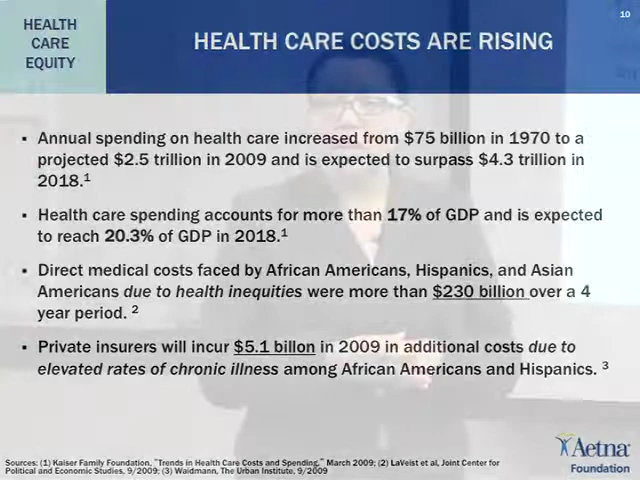 HEALTH
CARE
EQUITY
10
HEALTH CARE COSTS ARE RISING
▪ Annual spending on health care increased from $75 billion in 1970 to a
projected $2.5 trillion in 2009 and is expected to surpass $4.3 trillion in
2018.¹
▪ Health care spending accounts for more than 17% of GDP and is expected
to reach 20.3% of GDP in 2018.¹
▪ Direct medical costs faced by African Americans, Hispanics, and Asian
Americans due to health inequities were more than $230 billion over a 4
year period. ²
▪ Private insurers will incur $5.1 billon in 2009 in additional costs due to
elevated rates of chronic illness among African Americans and Hispanics. ³
Sources: (1) Kaiser Family Foundation, "Trends in Health Care Costs and Spending," March 2009; (2) LaVeist et al, Joint Center for
Political and Economic Studies, 9/2009; (3) Waidmann, The Urban Institute, 9/2009
Aetna
Foundation